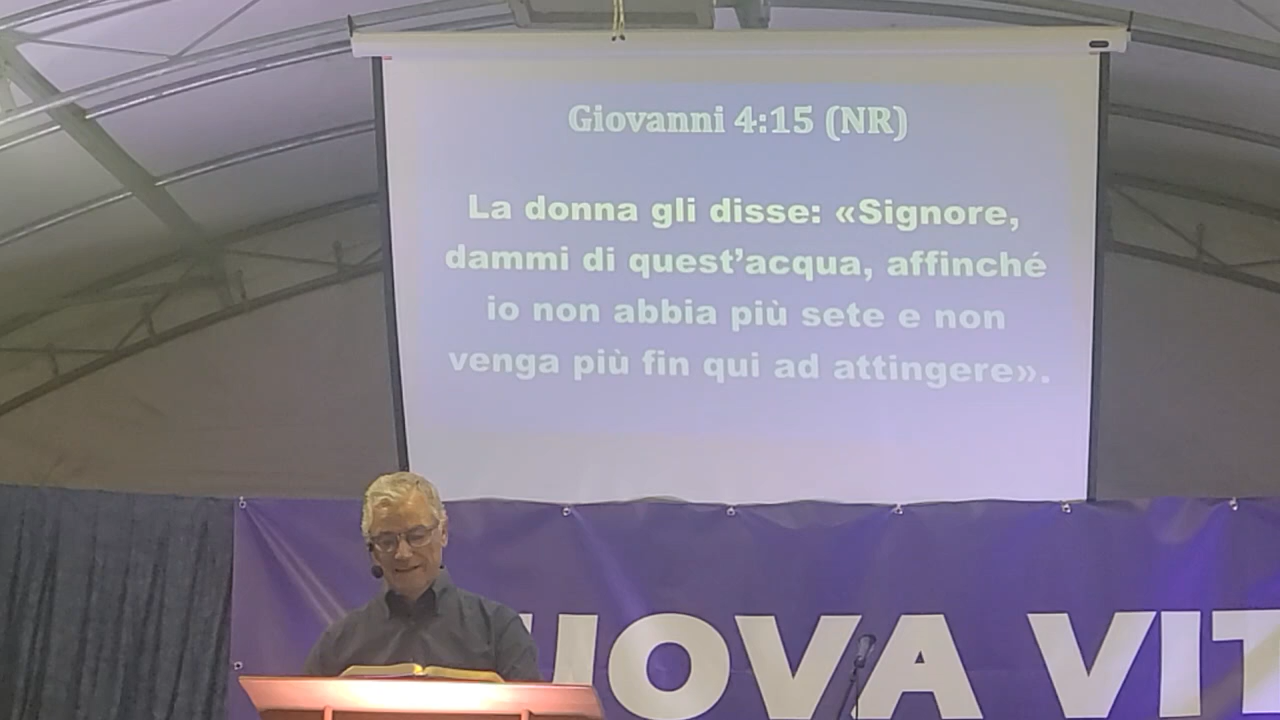 Giovanni 4:15 (NR)
La donna gli disse: «Signore,
dammi di quest’acqua, affinché
io non abbia più sete e non
venga più fin qui ad attingere».
UOVA VIT